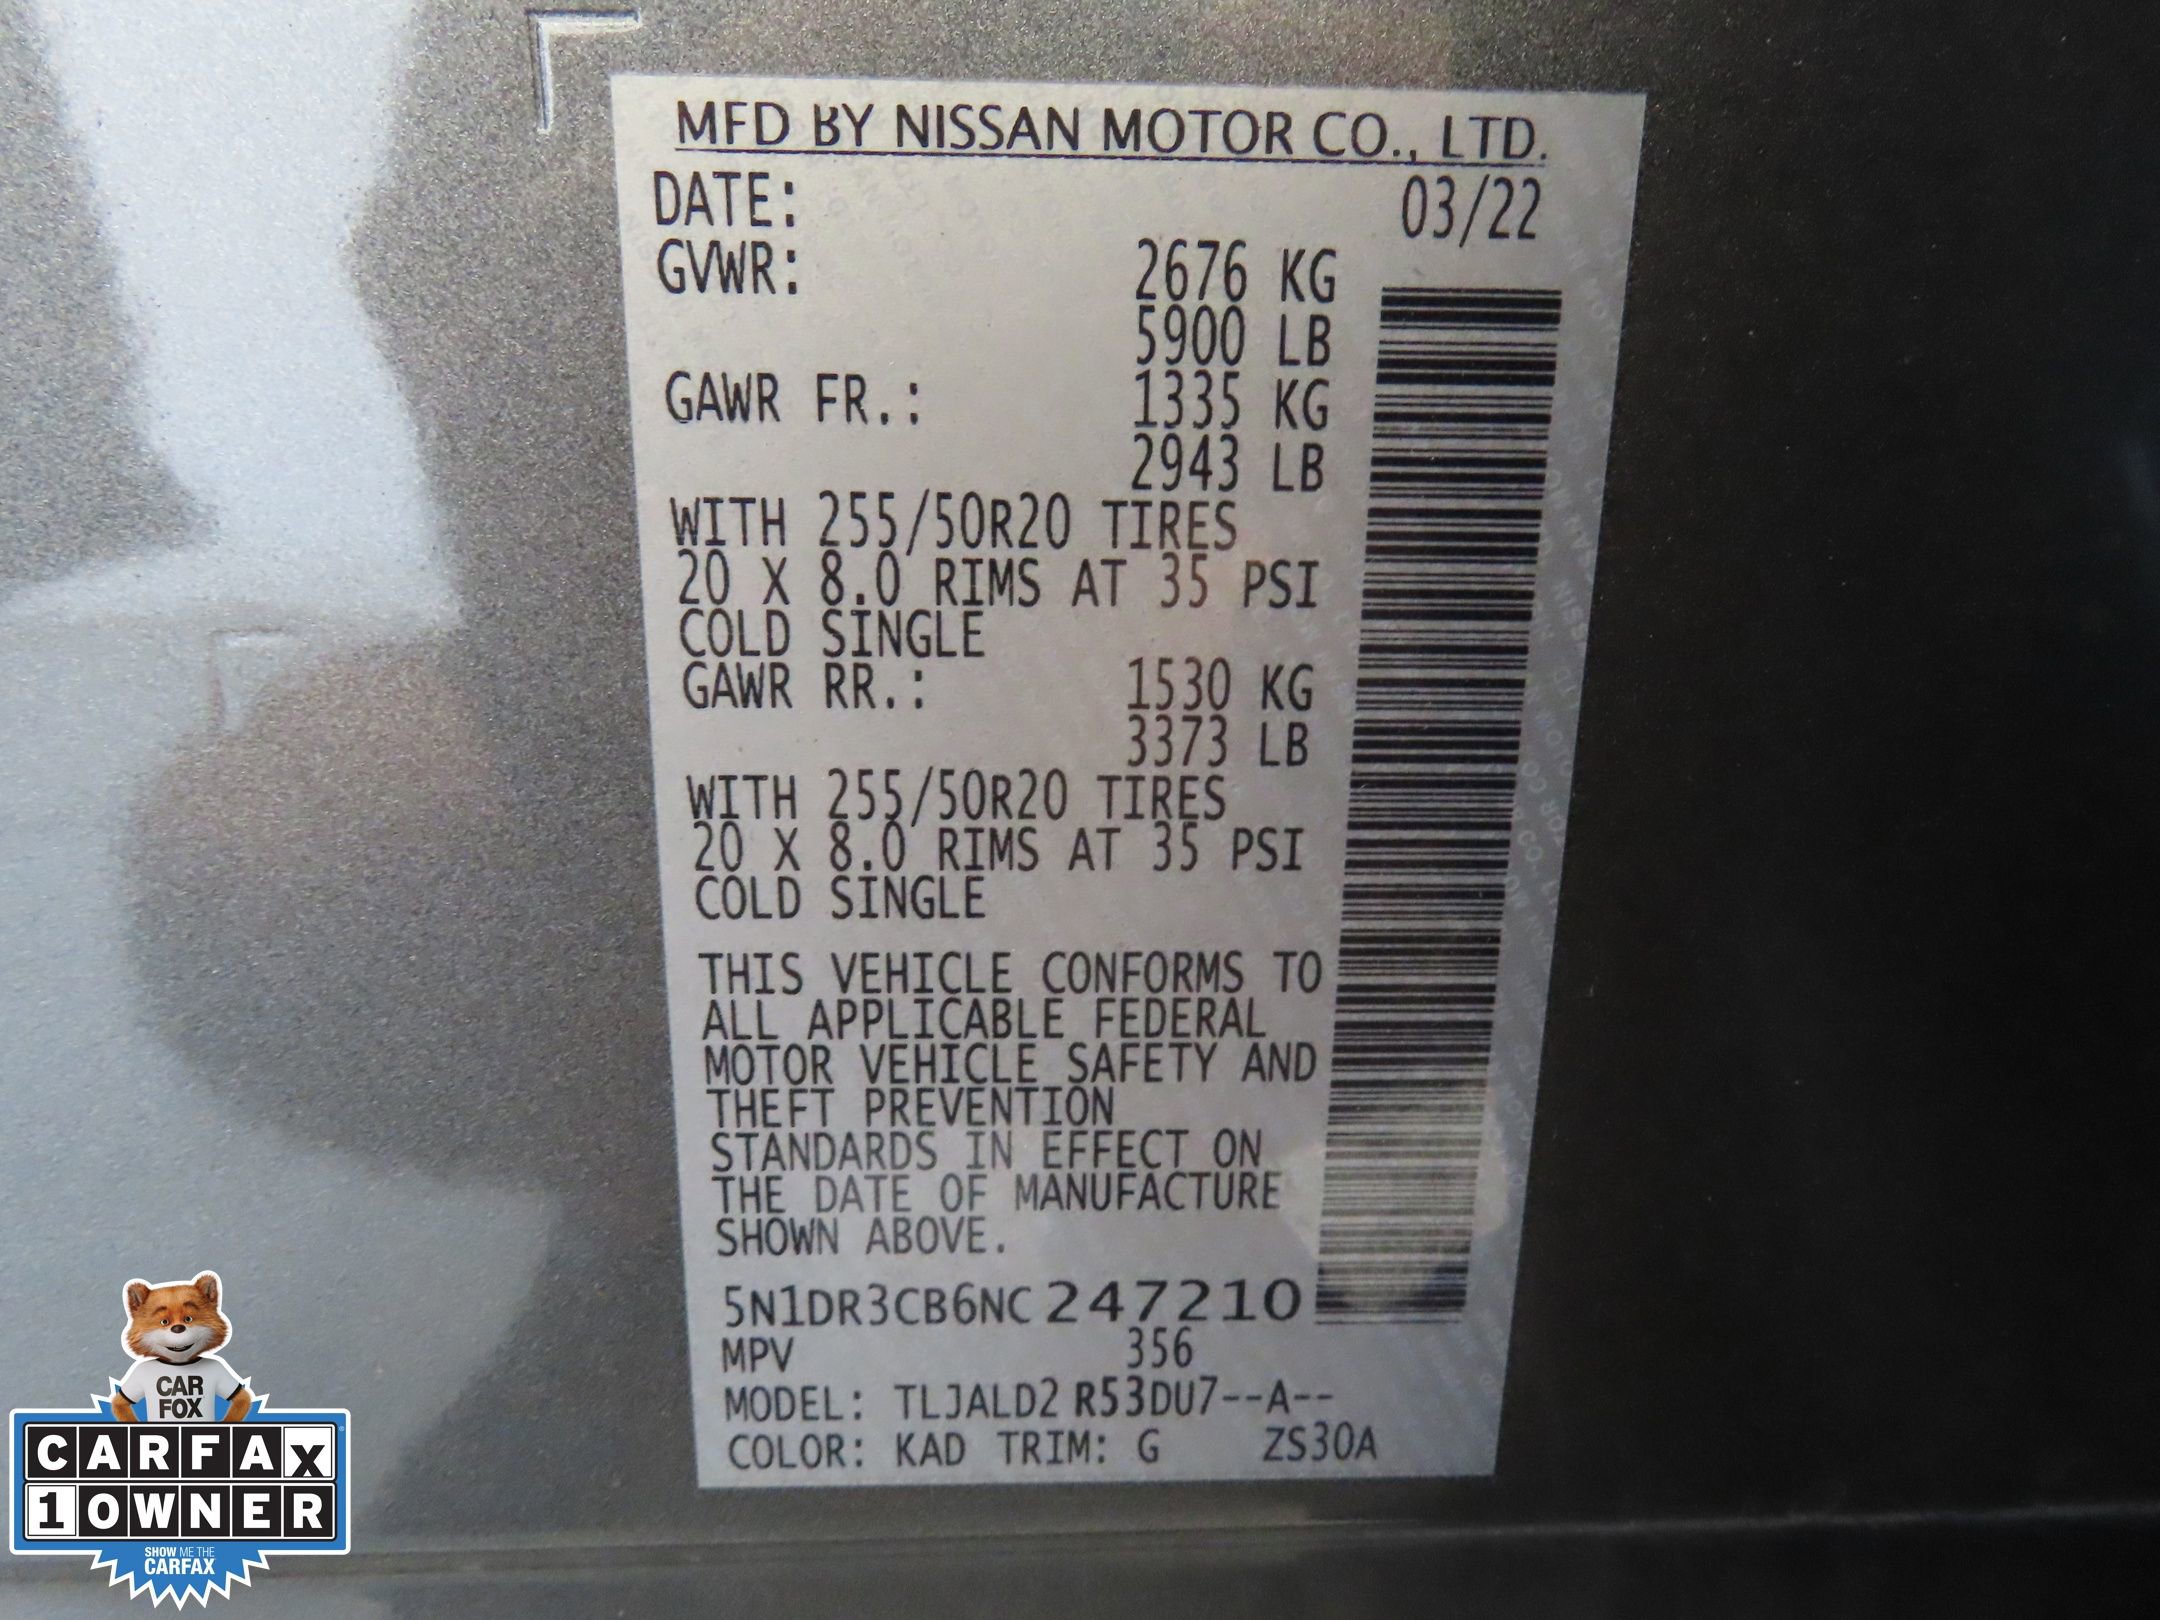 MFD BY NISSAN MOTOR CO., LTD.
DATE: 03/22
GVWR: 2676 KG
5900 LB
GAWR FR.: 1335 KG
2943 LB
WITH 255/50R20 TIRES
20 X 8.0 RIMS AT 35 PSI
COLD SINGLE
GAWR RR.: 1530 KG
3373 LB
WITH 255/50R20 TIRES
20 X 8.0 RIMS AT 35 PSI
COLD SINGLE
THIS VEHICLE CONFORMS TO
ALL APPLICABLE FEDERAL
MOTOR VEHICLE SAFETY AND
THEFT PREVENTION
STANDARDS IN EFFECT ON
THE DATE OF MANUFACTURE
SHOWN ABOVE.
5N1DR3CB6NC247210
MPV 356
MODEL: TLJALD2 R53DU7--A--
COLOR: KAD TRIM: G ZS30A
CAR
FOX
CARFAX
1 OWNER
SHOW ME THE
CARFAX